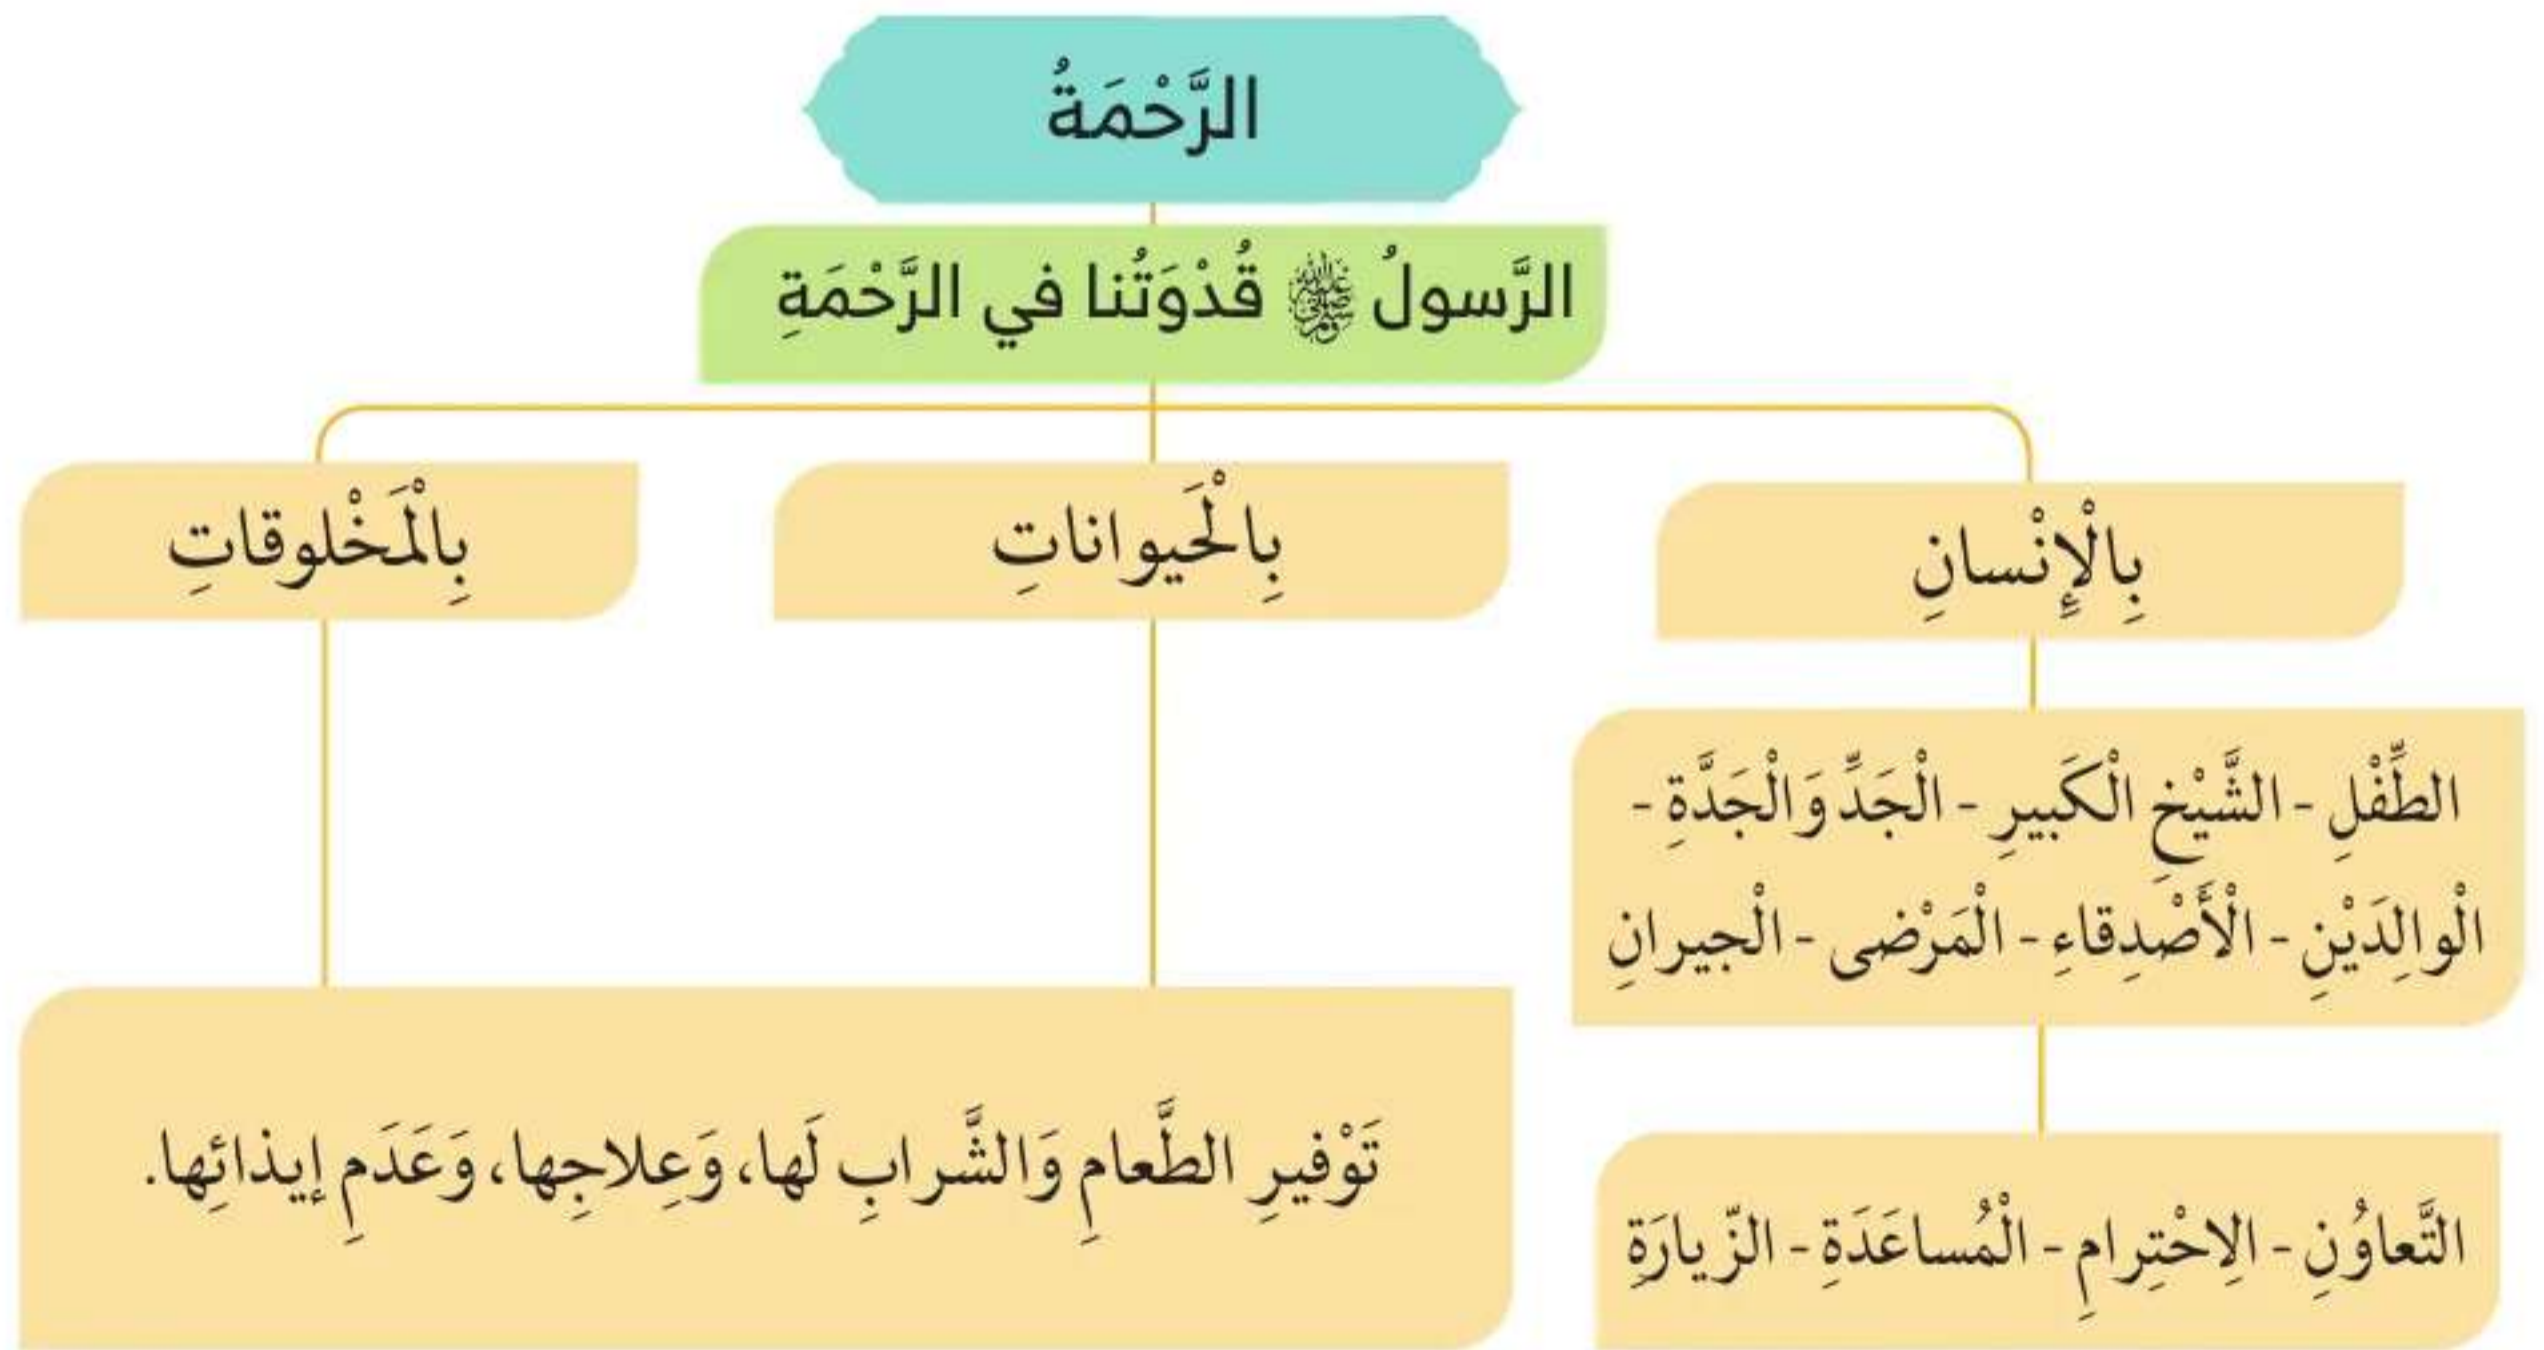 الرَّحْمَةُ
الرَّسولُ ﷺ قُدْوَتُنا في الرَّحْمَةِ
بِالْإِنْسانِ
بِالْحَيواناتِ
بِالْمَخْلوقاتِ
الطِّفْلِ - الشَّيْخِ الْكَبيرِ - الْجَدِّ وَالْجَدَّةِ -
الْوالِدَيْنِ - الْأَصْدِقاءِ - الْمَرْضى - الْجيرانِ
التَّعاوُنِ - الِاحْتِرامِ - الْمُساعَدَةِ - الزِّيارَةِ
تَوْفيرِ الطَّعامِ وَالشَّرابِ لَها، وَعِلاجِها، وَعَدَمِ إيذائِها.